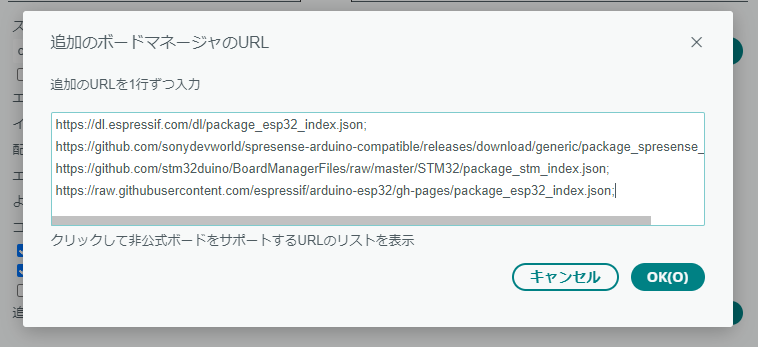 追加のボードマネージャのURL
追加のURLを1行ずつ入力
https://dl.espressif.com/dl/package_esp32_index.json;
https://github.com/sonydevworld/spresense-arduino-compatible/releases/download/generic/package_spresense_
https://github.com/stm32duino/BoardManagerFiles/raw/master/STM32/package_stm_index.json;
https://raw.githubusercontent.com/espressif/arduino-esp32/gh-pages/package_esp32_index.json;
クリックして非公式ボードをサポートするURLのリストを表示
キャンセル
OK(O)